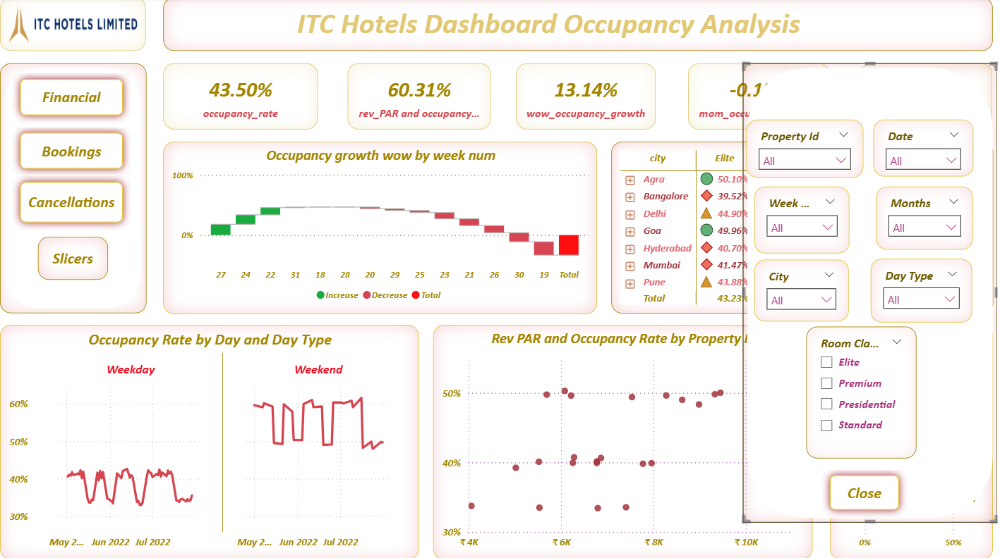 ITC HOTELS LIMITED
ITC Hotels Dashboard Occupancy Analysis
Financial
Bookings
Cancellations
Slicers
43.50%
occupancy_rate
60.31%
rev_PAR and occupancy...
13.14%
wow_occupancy_growth
-0.1
mom_occu
Occupancy growth wow by week num
100%
0%
27 24 22 31 18 28 20 29 25 23 21 26 30 19 Total
Increase Decrease Total
city Elite
Agra 50.10%
Bangalore 39.52%
Delhi 44.90%
Goa 49.96%
Hyderabad 40.70%
Mumbai 41.47%
Pune 43.88%
Total 43.23%
Property Id
All
Date
All
Week ...
All
Months
All
City
All
Day Type
All
Room Cla...
Elite
Premium
Presidential
Standard
Close
Occupancy Rate by Day and Day Type
Weekday Weekend
60%
50%
40%
30%
May 2... Jun 2022 Jul 2022 May 2... Jun 2022 Jul 2022
Rev PAR and Occupancy Rate by Property
50%
40%
30%
₹ 4K ₹ 6K ₹ 8K ₹ 10K
0% 50%